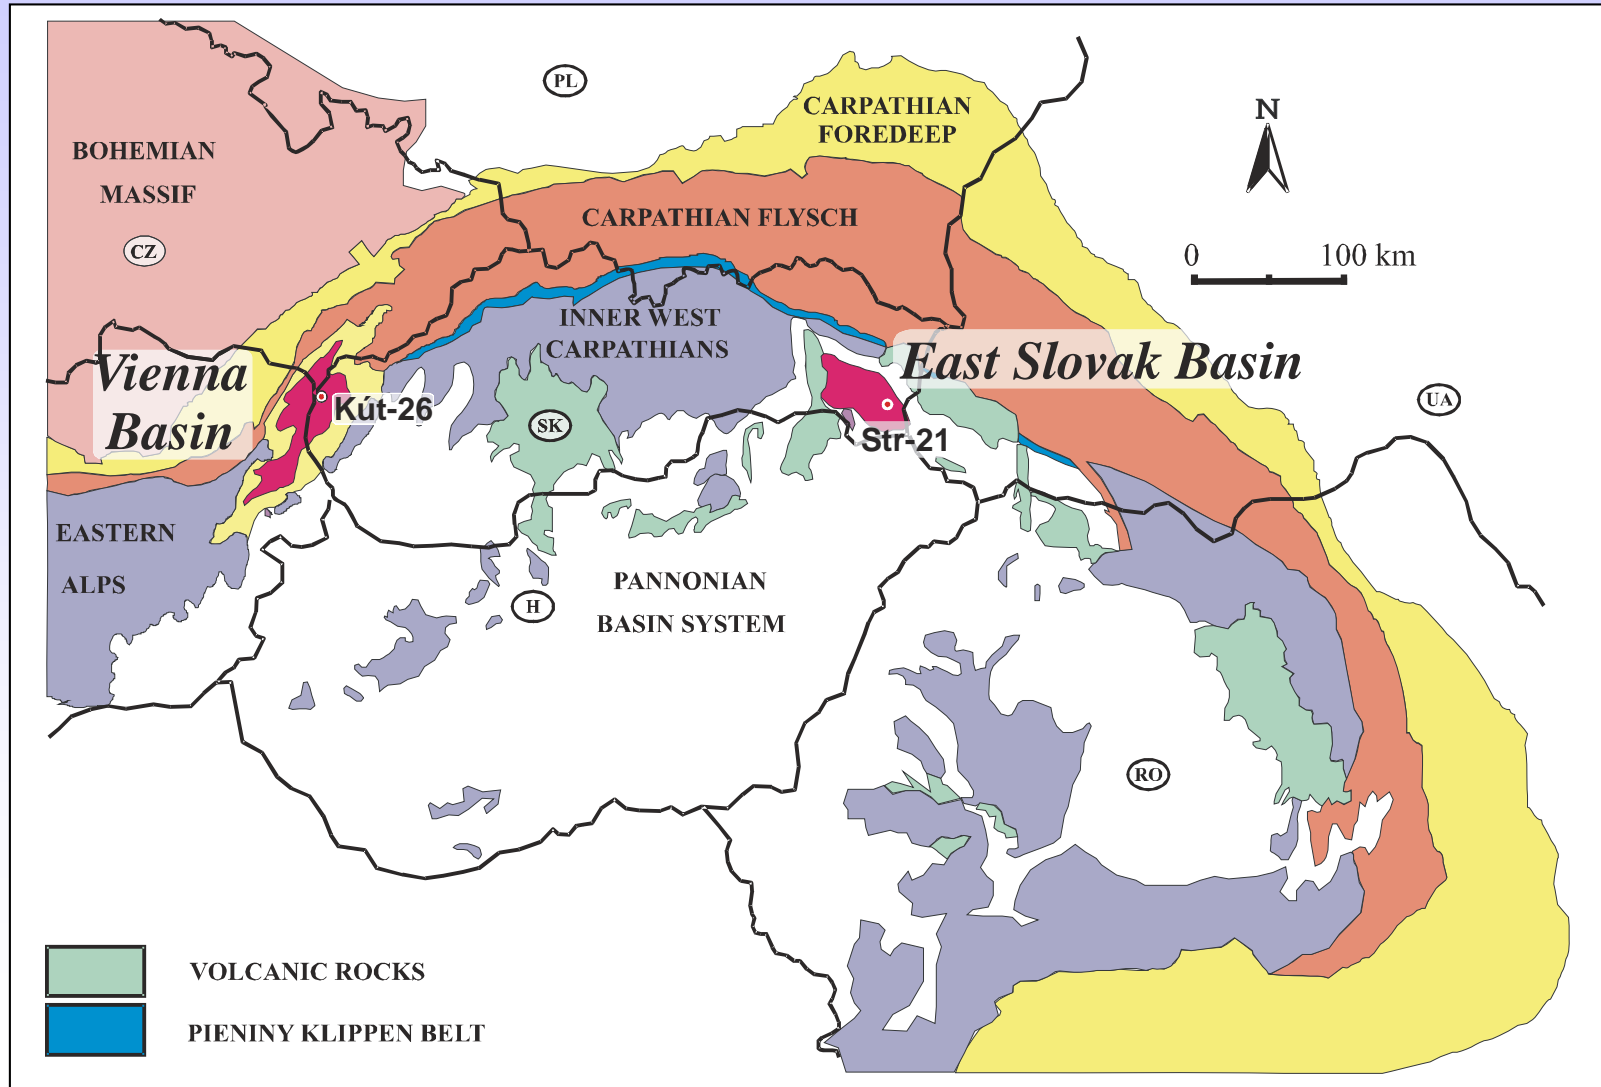 PL
CARPATHIAN
FOREDEEP
N
BOHEMIAN
MASSIF
CZ
CARPATHIAN FLYSCH
0 100 km
INNER WEST
CARPATHIANS
Vienna
Basin
East Slovak Basin
Kút-26
SK
Str-21
UA
EASTERN
ALPS
PANNONIAN
BASIN SYSTEM
H
RO
VOLCANIC ROCKS
PIENINY KLIPPEN BELT